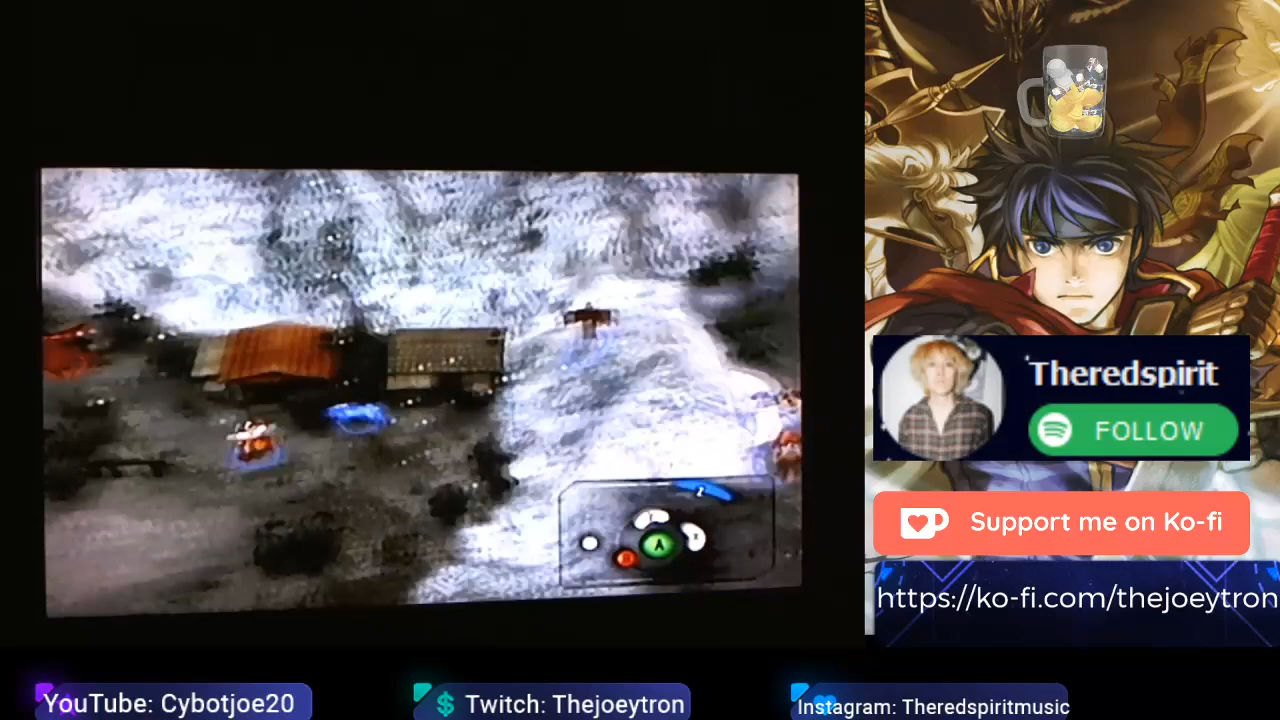 Theredspirit
FOLLOW
Support me on Ko-fi
https://ko-fi.com/thejoeytron
Z
Y
X
A
B
YouTube: Cybotjoe20
Twitch: Thejoeytron
Instagram: Theredspiritmusic